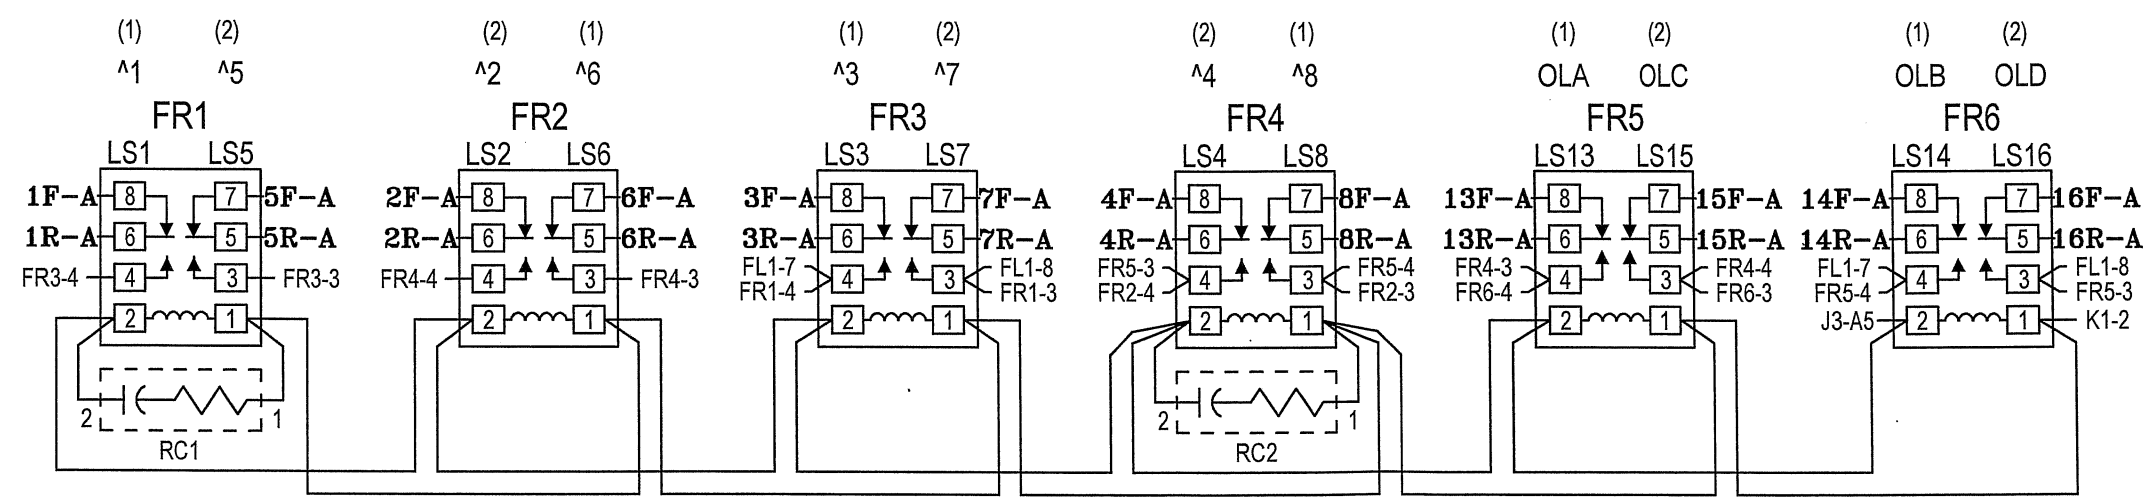 (1) (2) (2) (1) (1) (2) (2) (1) (1) (2) (1) (2)
^1 ^5 ^2 ^6 ^3 ^7 ^4 ^8 OLA OLC OLB OLD
FR1 FR2 FR3 FR4 FR5 FR6
LS1 LS5 LS2 LS6 LS3 LS7 LS4 LS8 LS13 LS15 LS14 LS16
1F-A 8 7 5F-A 2F-A 8 7 6F-A 3F-A 8 7 7F-A 4F-A 8 7 8F-A 13F-A 8 7 15F-A 14F-A 8 7 16F-A
1R-A 6 5 5R-A 2R-A 6 5 6R-A 3R-A 6 5 7R-A 4R-A 6 5 8R-A 13R-A 6 5 15R-A 14R-A 6 5 16R-A
FL1-7 FL1-8 FR5-3 FR5-4 FR4-3 FR4-4 FL1-7 FL1-8
FR3-4 4 3 FR3-3 FR4-4 4 3 FR4-3 4 3 4 3 4 3 4 3
FR1-4 FR1-3 FR2-4 FR2-3 FR6-4 FR6-3 FR5-4 FR5-3
2 1 2 1 2 1 2 1 2 1 J3-A5 2 1 K1-2
2 1 2 1
RC1 RC2